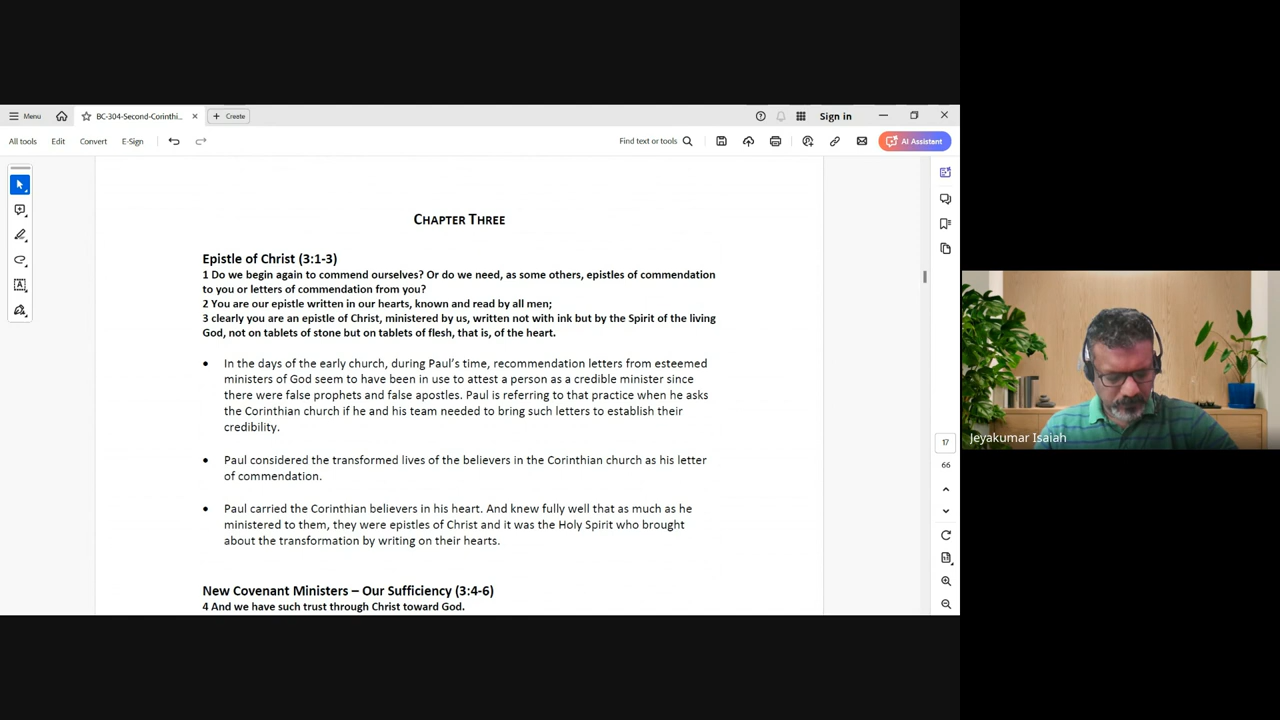 Menu
BC-304-Second-Corinthi...
Create
Sign in
All tools
Edit
Convert
E-Sign
Find text or tools
AI Assistant
CHAPTER THREE
Epistle of Christ (3:1-3)
1 Do we begin again to commend ourselves? Or do we need, as some others, epistles of commendation
to you or letters of commendation from you?
2 You are our epistle written in our hearts, known and read by all men;
3 clearly you are an epistle of Christ, ministered by us, written not with ink but by the Spirit of the living
God, not on tablets of stone but on tablets of flesh, that is, of the heart.
• In the days of the early church, during Paul's time, recommendation letters from esteemed
ministers of God seem to have been in use to attest a person as a credible minister since
there were false prophets and false apostles. Paul is referring to that practice when he asks
the Corinthian church if he and his team needed to bring such letters to establish their
credibility.
• Paul considered the transformed lives of the believers in the Corinthian church as his letter
of commendation.
• Paul carried the Corinthian believers in his heart. And knew fully well that as much as he
ministered to them, they were epistles of Christ and it was the Holy Spirit who brought
about the transformation by writing on their hearts.
New Covenant Ministers – Our Sufficiency (3:4-6)
4 And we have such trust through Christ toward God.
17
66
Jeyakumar Isaiah